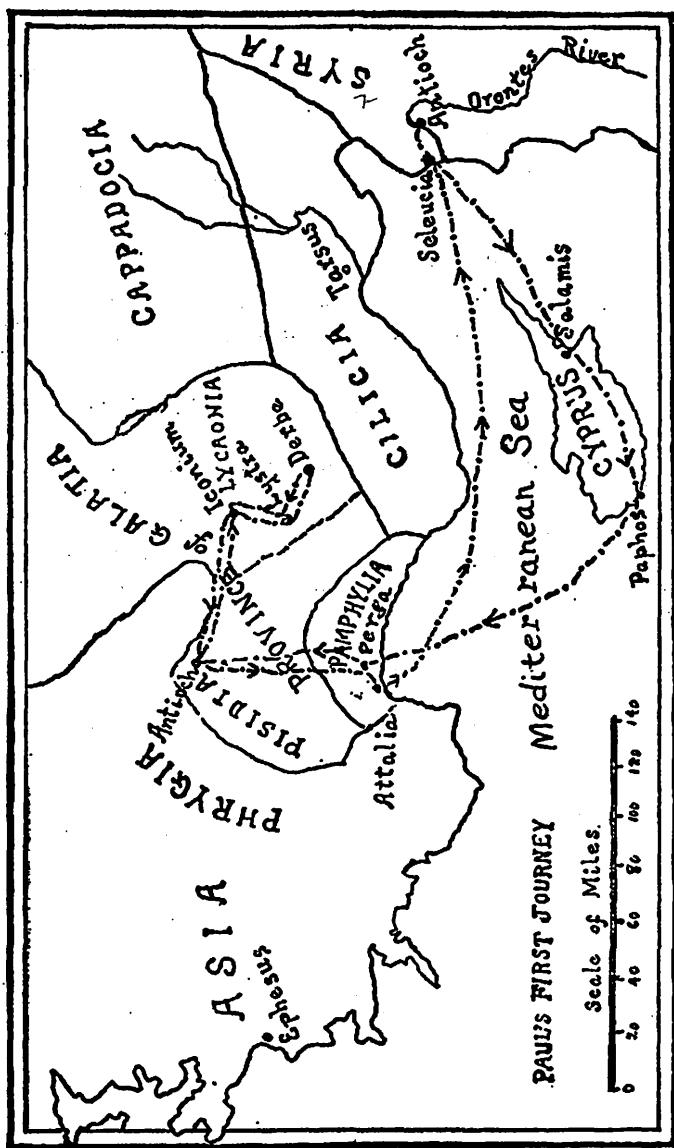 CAPPADOCIA
SYRIA
GALATIA
PHRYGIA
ASIA
Ephesus
Antioch
PISIDIA
PROVINCE
of
Iconium
LYCAONIA
Lystra
Derbe
CILICIA
Tarsus
Antioch
Orontes
River
Seleucia
PAMPHYLIA
Perga
Attalia
CYPRUS
Salamis
Paphos
Mediterranean Sea
PAUL'S FIRST JOURNEY
Scale of Miles.
0 20 40 60 80 100 120 140